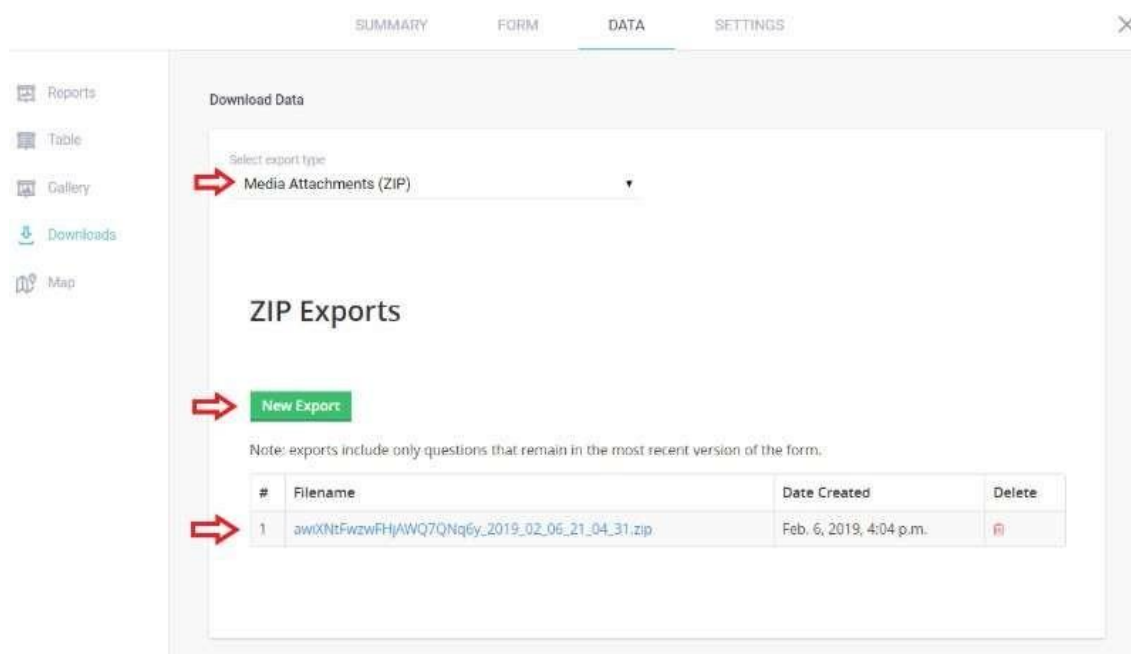 SUMMARY FORM DATA SETTINGS
Reports
Table
Gallery
Downloads
Map
Download Data
Select export type
Media Attachments (ZIP)
ZIP Exports
New Export
Note: exports include only questions that remain in the most recent version of the form.
# Filename Date Created Delete
1 awiXNtFwzwFHjAWQ7QNq6y_2019_02_06_21_04_31.zip Feb. 6, 2019, 4:04 p.m.